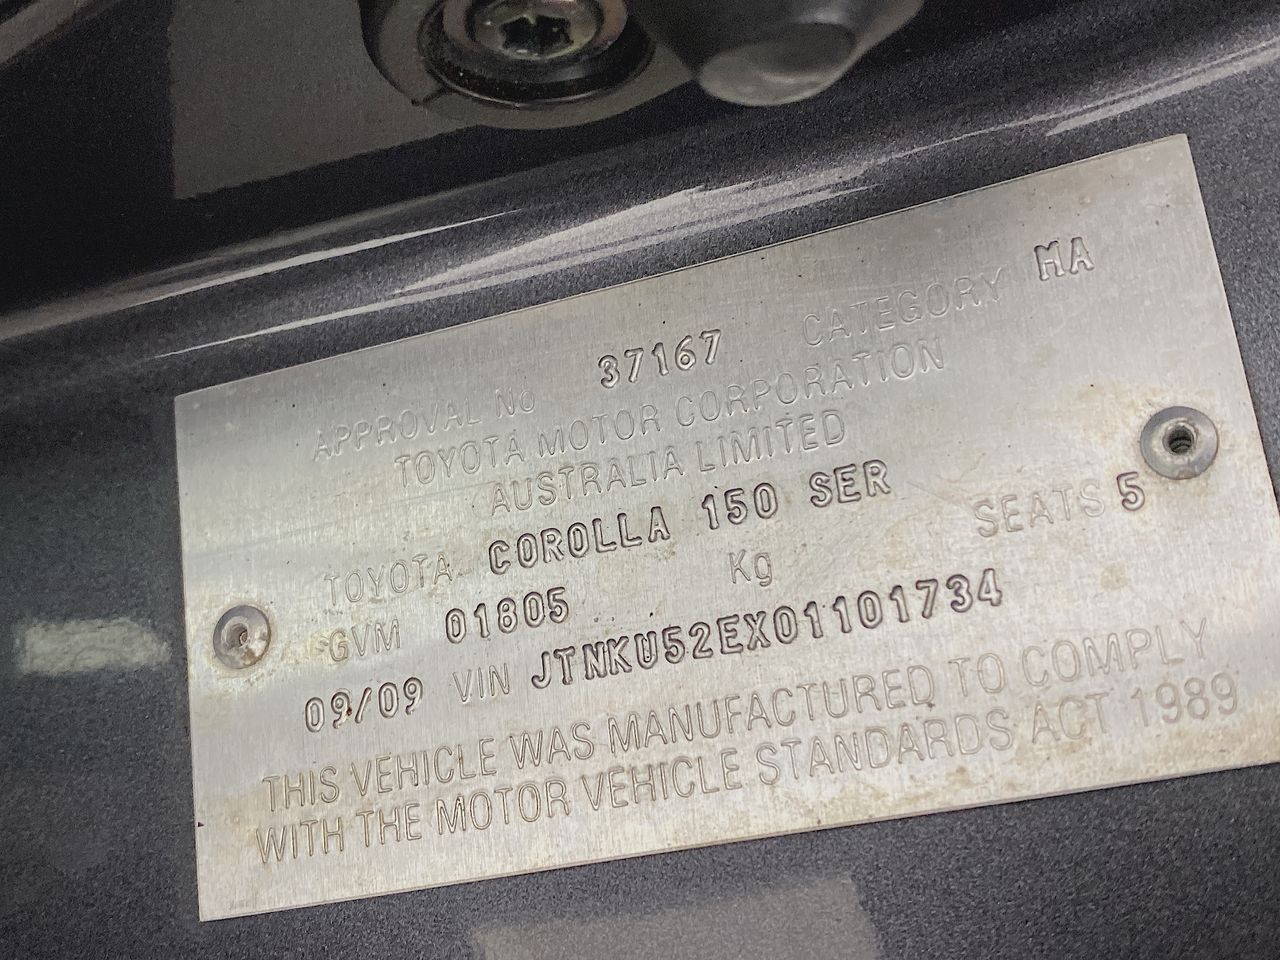 APPROVAL No 37167 CATEGORY MA
TOYOTA MOTOR CORPORATION
AUSTRALIA LIMITED
TOYOTA COROLLA 150 SER SEATS 5
GVM 01805 Kg
09/09 VIN JTNKU52EX01101734
THIS VEHICLE WAS MANUFACTURED TO COMPLY
WITH THE MOTOR VEHICLE STANDARDS ACT 1989